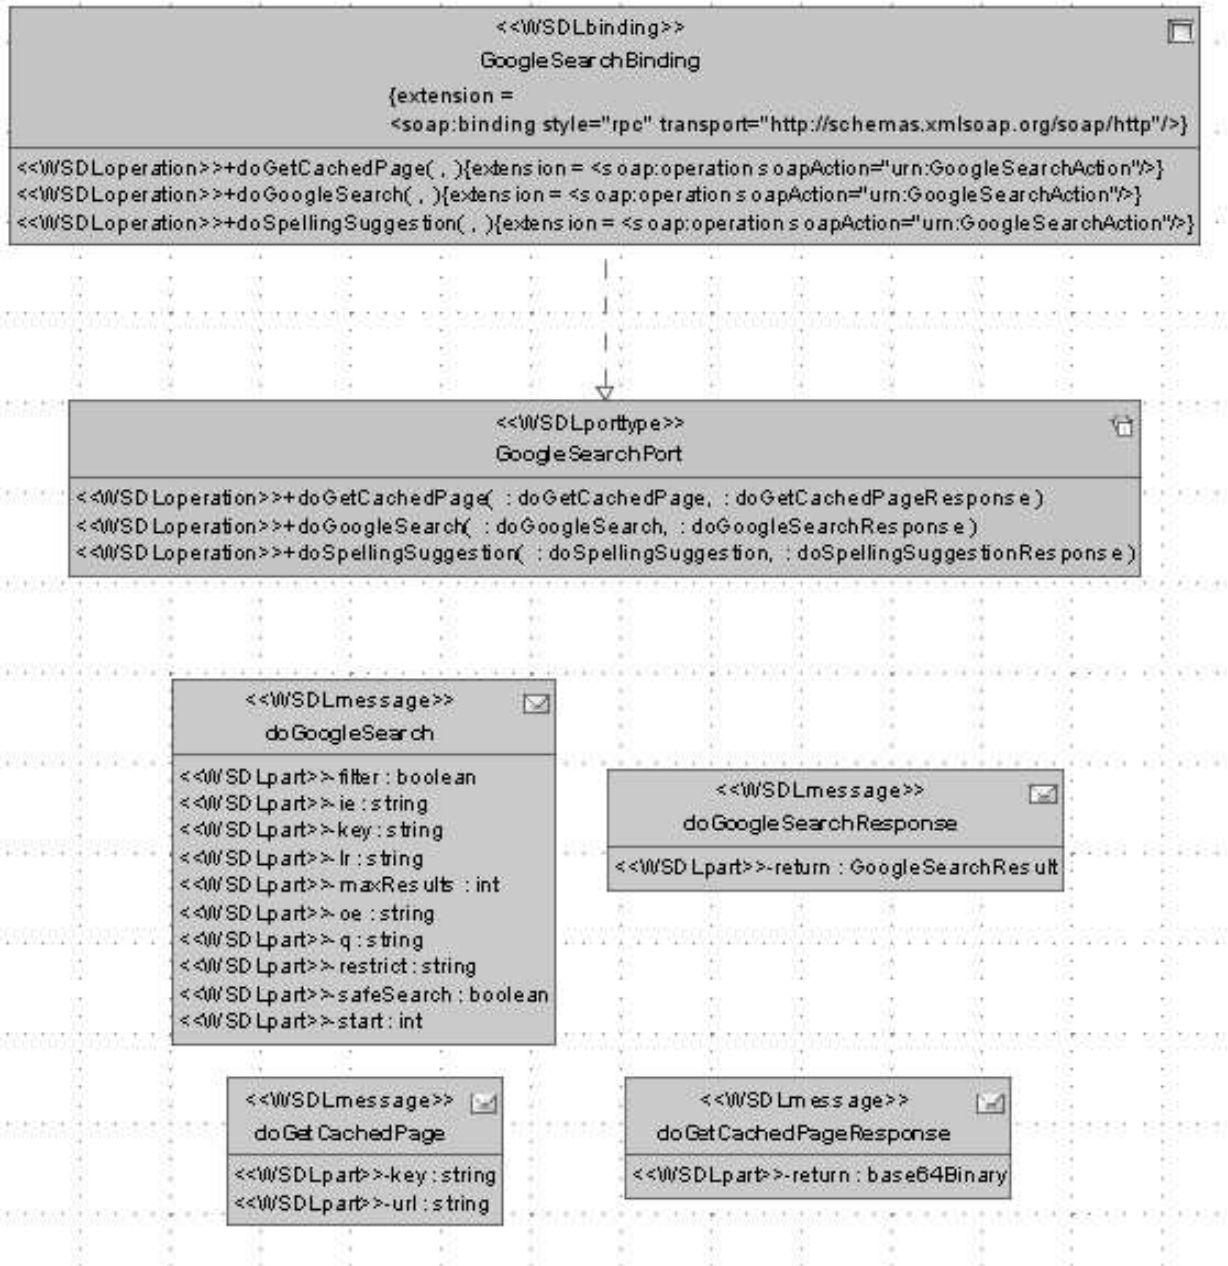 <<WSDLbinding>>
GoogleSearchBinding
{extension =
<soap:binding style="rpc" transport="http://schemas.xmlsoap.org/soap/http"/>}
<<WSDLoperation>>+doGetCachedPage( , ){extension = <soap:operation soapAction="urn:GoogleSearchAction"/>}
<<WSDLoperation>>+doGoogleSearch( , ){extension = <soap:operation soapAction="urn:GoogleSearchAction"/>}
<<WSDLoperation>>+doSpellingSuggestion( , ){extension = <soap:operation soapAction="urn:GoogleSearchAction"/>}
<<WSDLporttype>>
GoogleSearchPort
<<WSDLoperation>>+doGetCachedPage( : doGetCachedPage, : doGetCachedPageResponse)
<<WSDLoperation>>+doGoogleSearch( : doGoogleSearch, : doGoogleSearchResponse)
<<WSDLoperation>>+doSpellingSuggestion( : doSpellingSuggestion, : doSpellingSuggestionResponse)
<<WSDLmessage>>
doGoogleSearch
<<WSDLpart>>-filter : boolean
<<WSDLpart>>-ie : string
<<WSDLpart>>-key : string
<<WSDLpart>>-lr : string
<<WSDLpart>>-maxResults : int
<<WSDLpart>>-oe : string
<<WSDLpart>>-q : string
<<WSDLpart>>-restrict : string
<<WSDLpart>>-safeSearch : boolean
<<WSDLpart>>-start : int
<<WSDLmessage>>
doGoogleSearchResponse
<<WSDLpart>>-return : GoogleSearchResult
<<WSDLmessage>>
doGetCachedPage
<<WSDLpart>>-key : string
<<WSDLpart>>-url : string
<<WSDLmessage>>
doGetCachedPageResponse
<<WSDLpart>>-return : base64Binary